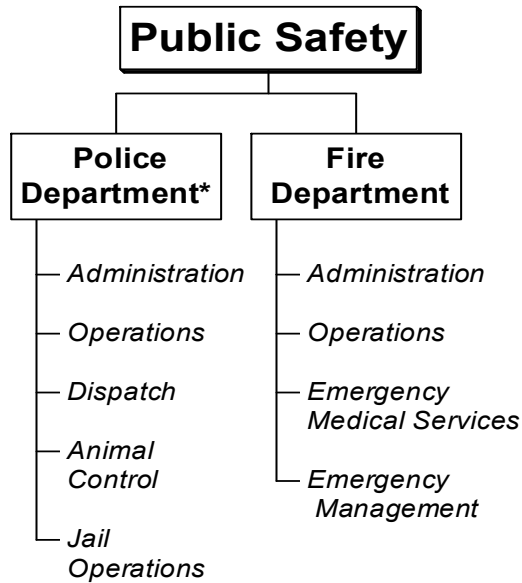 Public Safety
Police
Department*
Fire
Department
Administration
Operations
Dispatch
Animal
Control
Jail
Operations
Administration
Operations
Emergency
Medical Services
Emergency
Management